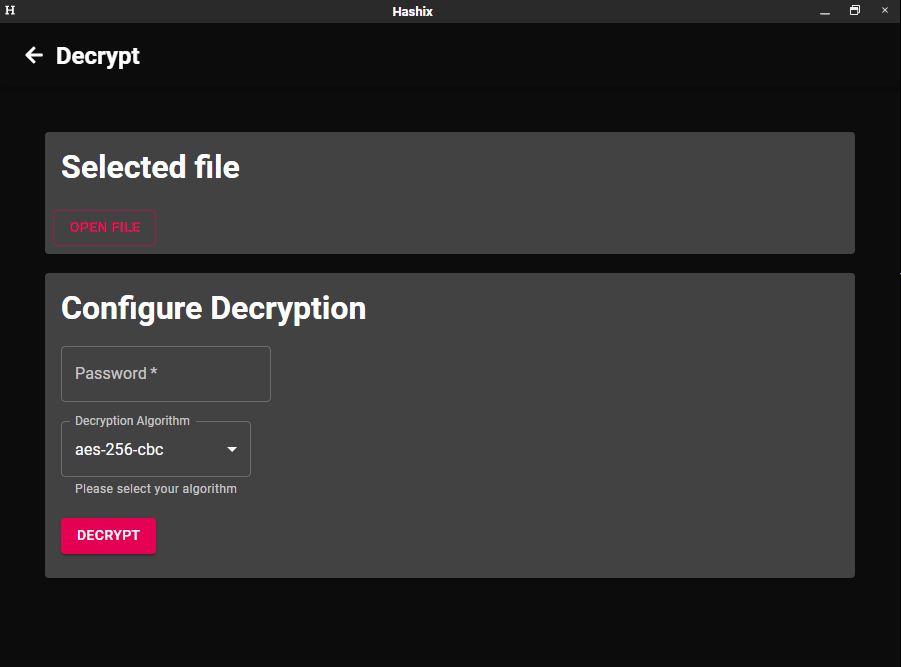 H
Hashix
Decrypt
Selected file
OPEN FILE
Configure Decryption
Password *
Decryption Algorithm
aes-256-cbc
Please select your algorithm
DECRYPT